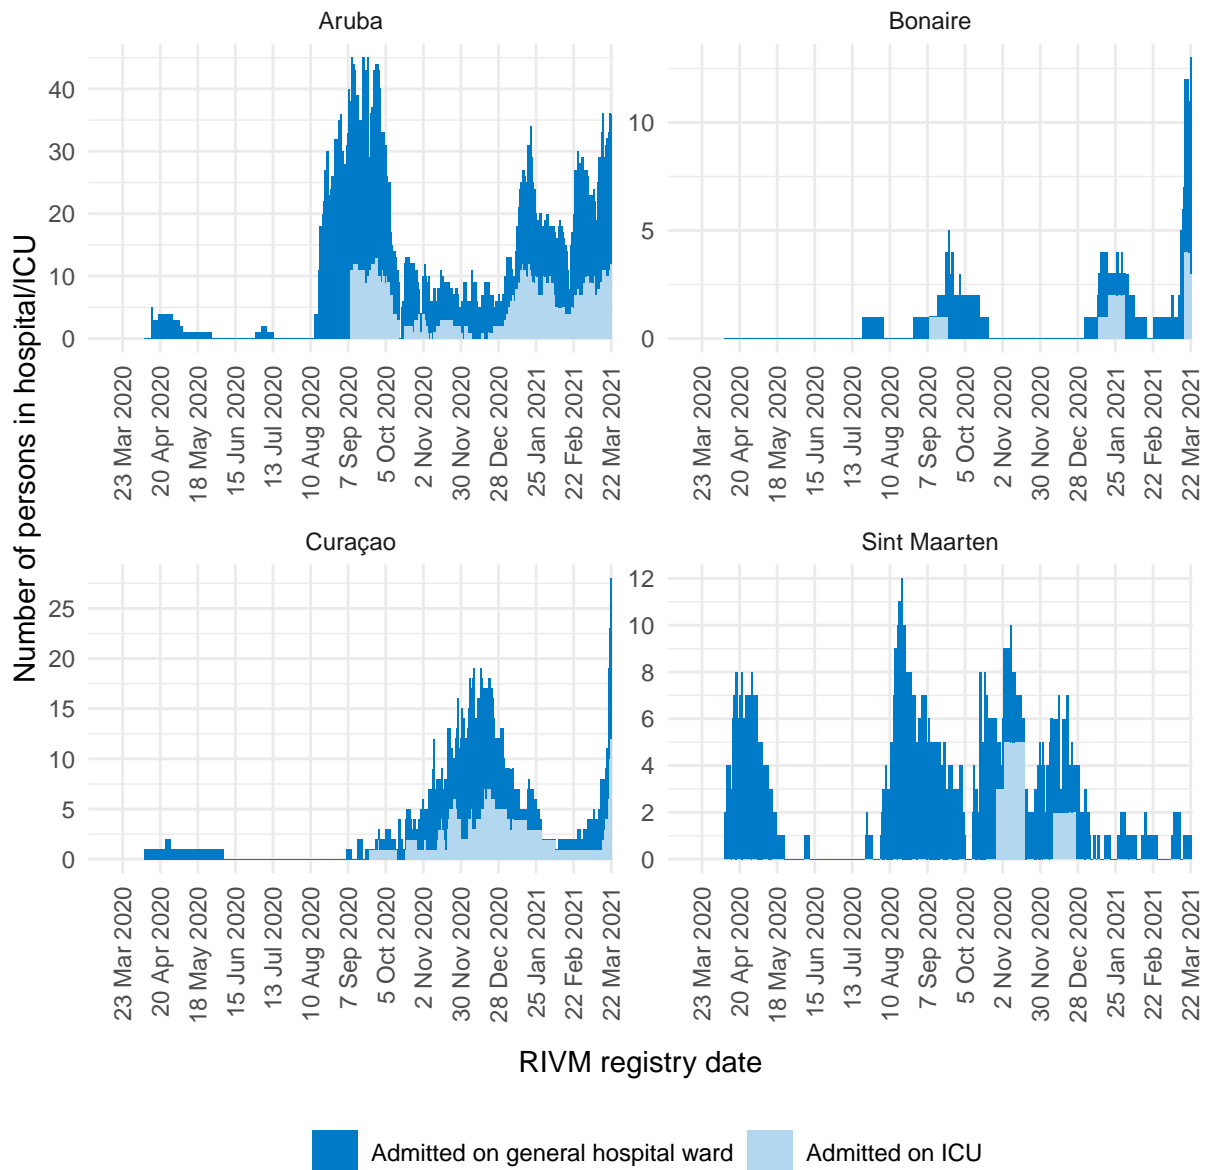 Aruba
Bonaire
Number of persons in hospital/ICU
40
30
20
10
0
10
5
0
23 Mar 2020
20 Apr 2020
18 May 2020
15 Jun 2020
13 Jul 2020
10 Aug 2020
7 Sep 2020
5 Oct 2020
2 Nov 2020
30 Nov 2020
28 Dec 2020
25 Jan 2021
22 Feb 2021
22 Mar 2021
23 Mar 2020
20 Apr 2020
18 May 2020
15 Jun 2020
13 Jul 2020
10 Aug 2020
7 Sep 2020
5 Oct 2020
2 Nov 2020
30 Nov 2020
28 Dec 2020
25 Jan 2021
22 Feb 2021
22 Mar 2021
Curaçao
Sint Maarten
25
20
15
10
5
0
12
10
8
6
4
2
0
23 Mar 2020
20 Apr 2020
18 May 2020
15 Jun 2020
13 Jul 2020
10 Aug 2020
7 Sep 2020
5 Oct 2020
2 Nov 2020
30 Nov 2020
28 Dec 2020
25 Jan 2021
22 Feb 2021
22 Mar 2021
23 Mar 2020
20 Apr 2020
18 May 2020
15 Jun 2020
13 Jul 2020
10 Aug 2020
7 Sep 2020
5 Oct 2020
2 Nov 2020
30 Nov 2020
28 Dec 2020
25 Jan 2021
22 Feb 2021
22 Mar 2021
RIVM registry date
Admitted on general hospital ward
Admitted on ICU